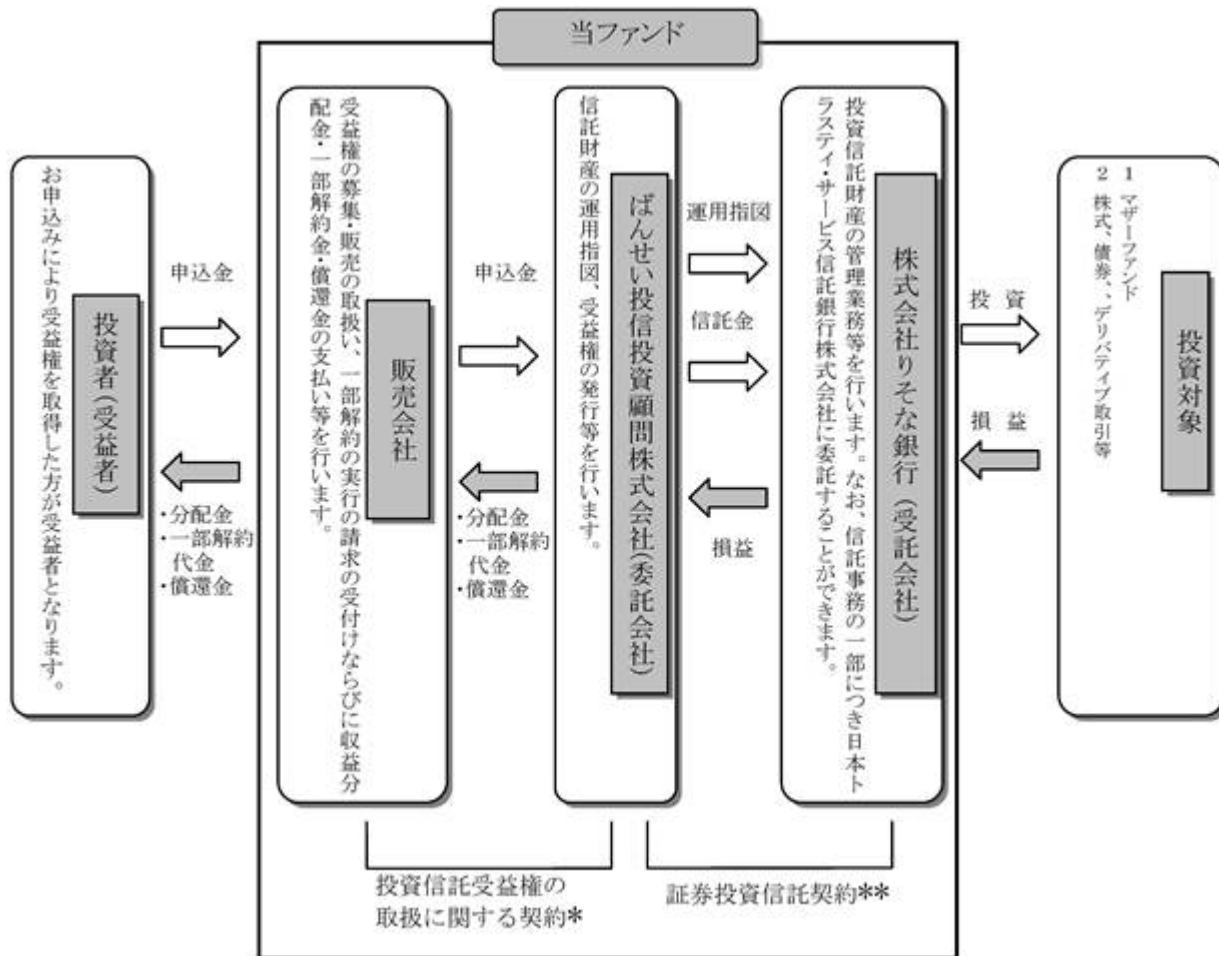 当ファンド
投資者(受益者)
お申込みにより受益権を取得した方が受益者となります。
申込金
・分配金
・一部解約
代金
・償還金
販売会社
受益権の募集・販売の取扱い、一部解約の実行の請求の受付けならびに収益分
配金・一部解約金・償還金の支払い等を行います。
申込金
・分配金
・一部解約
代金
・償還金
ばんせい投信投資顧問株式会社(委託会社)
信託財産の運用指図、受益権の発行等を行います。
運用指図
信託金
損益
株式会社りそな銀行(受託会社)
投資信託財産の管理業務等を行います。なお、信託事務の一部につき日本ト
ラスティ・サービス信託銀行株式会社に委託することができます。
投 資
損 益
投資対象
1 マザーファンド
2 株式、債券、、デリバティブ取引等
投資信託受益権の
取扱に関する契約*
証券投資信託契約**